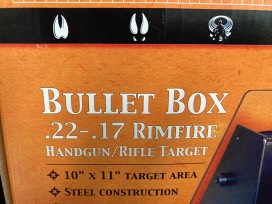 BULLET BOX
.22-.17 RIMFIRE
HANDGUN/RIFLE TARGET
10" x 11" TARGET AREA
STEEL CONSTRUCTION